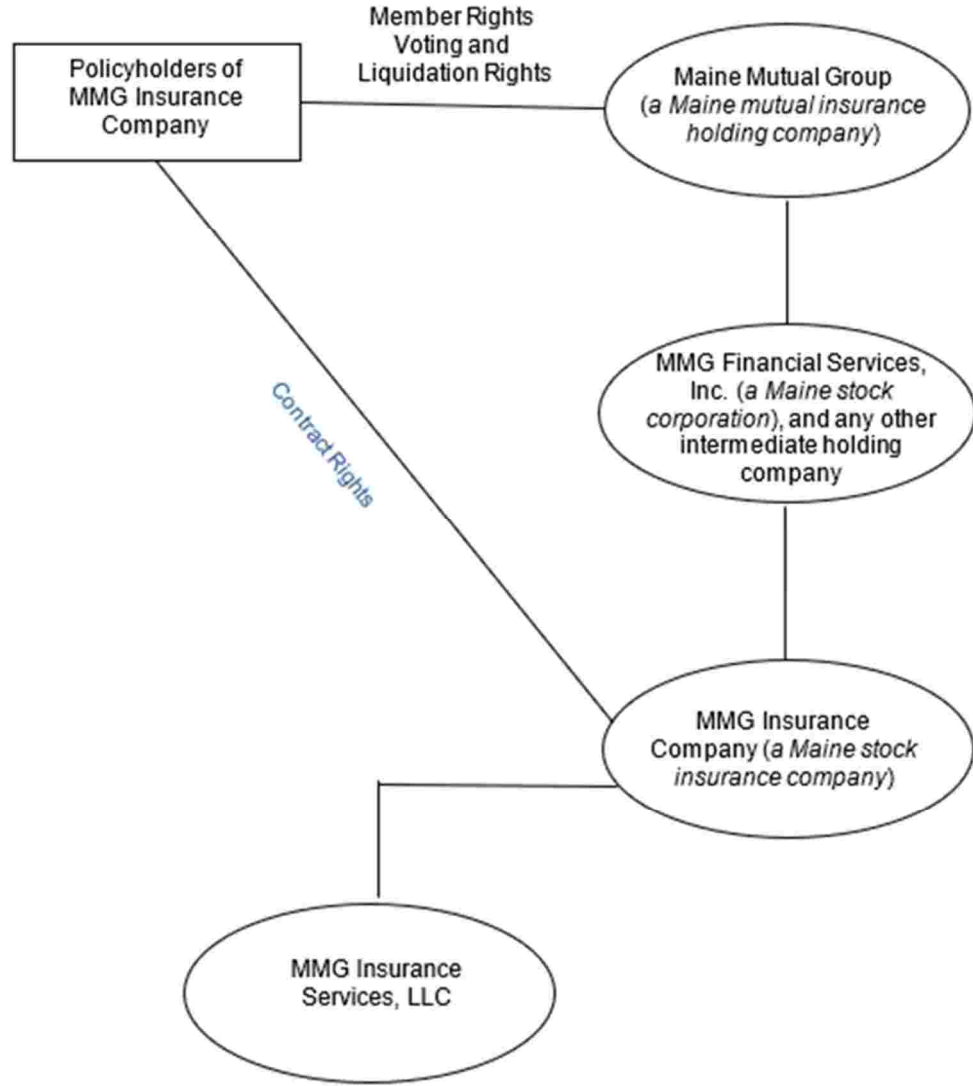 Member Rights
Voting and
Liquidation Rights
Policyholders of
MMG Insurance
Company
Maine Mutual Group
(a Maine mutual insurance
holding company)
MMG Financial Services,
Inc. (a Maine stock
corporation), and any other
intermediate holding
company
Contract Rights
MMG Insurance
Company (a Maine stock
insurance company)
MMG Insurance
Services, LLC